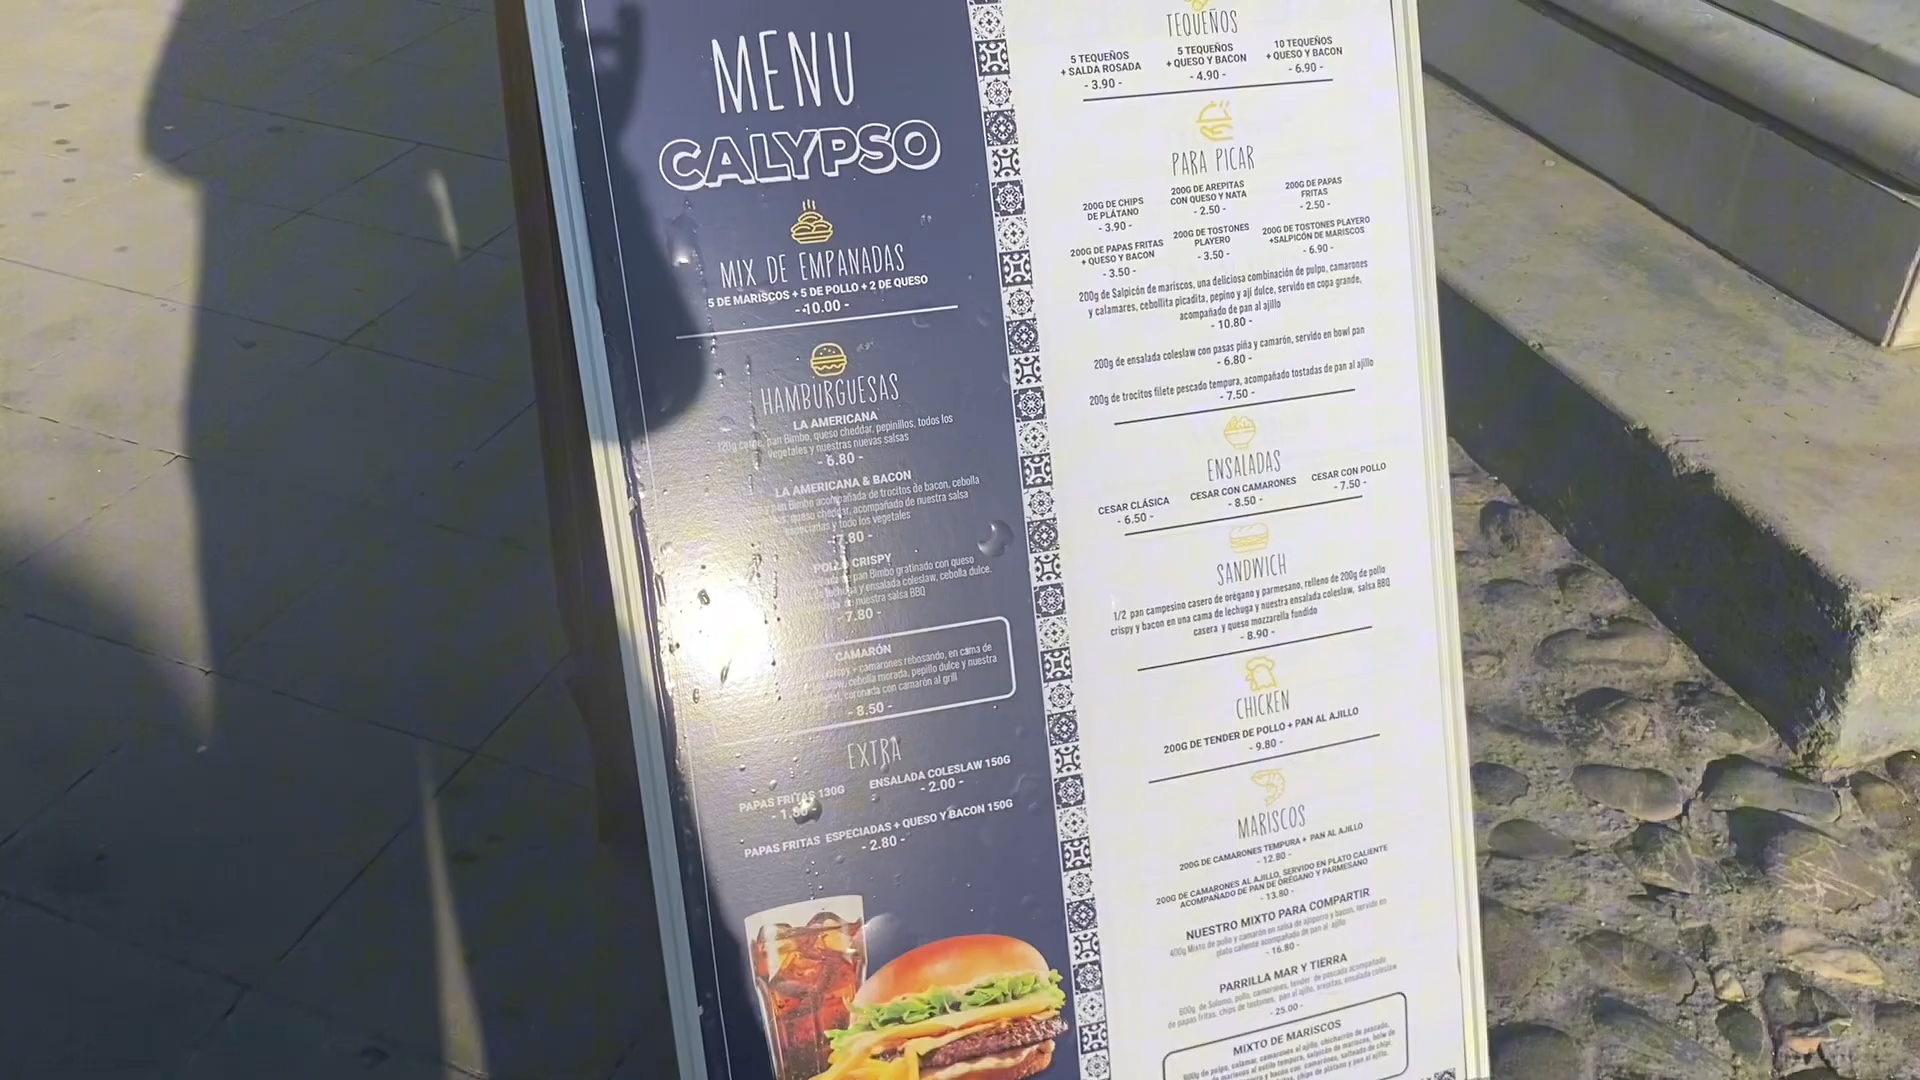 MENU
CALYPSO
MIX DE EMPANADAS
5 DE MARISCOS + 5 DE POLLO + 2 DE QUESO
-10.00-
HAMBURGUESAS
LA AMERICANA
120g carne, pan Bimbo, queso cheddar, pepinillos, todos los
vegetales y nuestras nuevas salsas
- 6.80 -
LA AMERICANA & BACON
pan Bimbo acompañada de trocitos de bacon, cebolla
queso cheddar, acompañado de nuestra salsa
y todo los vegetales
- 7.80 -
POLLO CRISPY
de pan Bimbo gratinado con queso
de lechuga y ensalada coleslaw, cebolla dulce.
de nuestra salsa BBQ
- 7.80 -
CAMARÓN
crispy + camarones rebosando, en cama de
cebolla morada, pepillo dulce y nuestra
coronada con camarón al grill
- 8.50 -
EXTRA
PAPAS FRITAS 130G
- 1.80 -
ENSALADA COLESLAW 150G
- 2.00 -
PAPAS FRITAS ESPECIADAS + QUESO Y BACON 150G
- 2.80 -
TEQUEÑOS
5 TEQUEÑOS
+ SALDA ROSADA
- 3.90 -
5 TEQUEÑOS
+ QUESO Y BACON
- 4.90 -
10 TEQUEÑOS
+ QUESO Y BACON
- 6.90 -
PARA PICAR
200G DE CHIPS
DE PLÁTANO
- 3.90 -
200G DE AREPITAS
CON QUESO Y NATA
- 2.50 -
200G DE PAPAS
FRITAS
- 2.50 -
200G DE PAPAS FRITAS
+ QUESO Y BACON
- 3.50 -
200G DE TOSTONES
PLAYERO
- 3.50 -
200G DE TOSTONES PLAYERO
+SALPICÓN DE MARISCOS
- 6.90 -
200g de Salpicón de mariscos, una deliciosa combinación de pulpo, camarones
y calamares, cebollita picadita, pepino y ají dulce, servido en copa grande,
acompañado de pan al ajillo
- 10.80 -
200g de ensalada coleslaw con pasas piña y camarón, servido en bowl pan
- 6.80 -
200g de trocitos filete pescado tempura, acompañado tostadas de pan al ajillo
- 7.50 -
ENSALADAS
CESAR CLÁSICA
- 6.50 -
CESAR CON CAMARONES
- 8.50 -
CESAR CON POLLO
- 7.50 -
SANDWICH
1/2 pan campesino casero de orégano y parmesano, relleno de 200g de pollo
crispy y bacon en una cama de lechuga y nuestra ensalada coleslaw, salsa BBQ
casera y queso mozzarella fundido
- 8.90 -
CHICKEN
200G DE TENDER DE POLLO + PAN AL AJILLO
- 9.80 -
MARISCOS
200G DE CAMARONES TEMPURA + PAN AL AJILLO
- 12.80 -
200G DE CAMARONES AL AJILLO, SERVIDO EN PLATO CALIENTE
ACOMPAÑADO DE PAN DE ORÉGANO Y PARMESANO
- 13.80 -
NUESTRO MIXTO PARA COMPARTIR
400g Mixto de pollo y camarón en salsa de ajoporro y bacon, servido en
plato caliente acompañado de pan al ajillo
- 16.80 -
PARRILLA MAR Y TIERRA
600g de Solomo, pollo, camarones, tender de pescado acompañado
de papas fritas, chips de tostones, pan al ajillo, arepitas, ensalada coleslaw
- 25.00 -
MIXTO DE MARISCOS
800g de pulpo, calamar, camarones al ajillo, chicharrón de pescado,
de mariscos al estilo tempura, salpicón de mariscos,
y bacon con camarónes, salteado de chipi
chips de plátano y pan al ajillo.